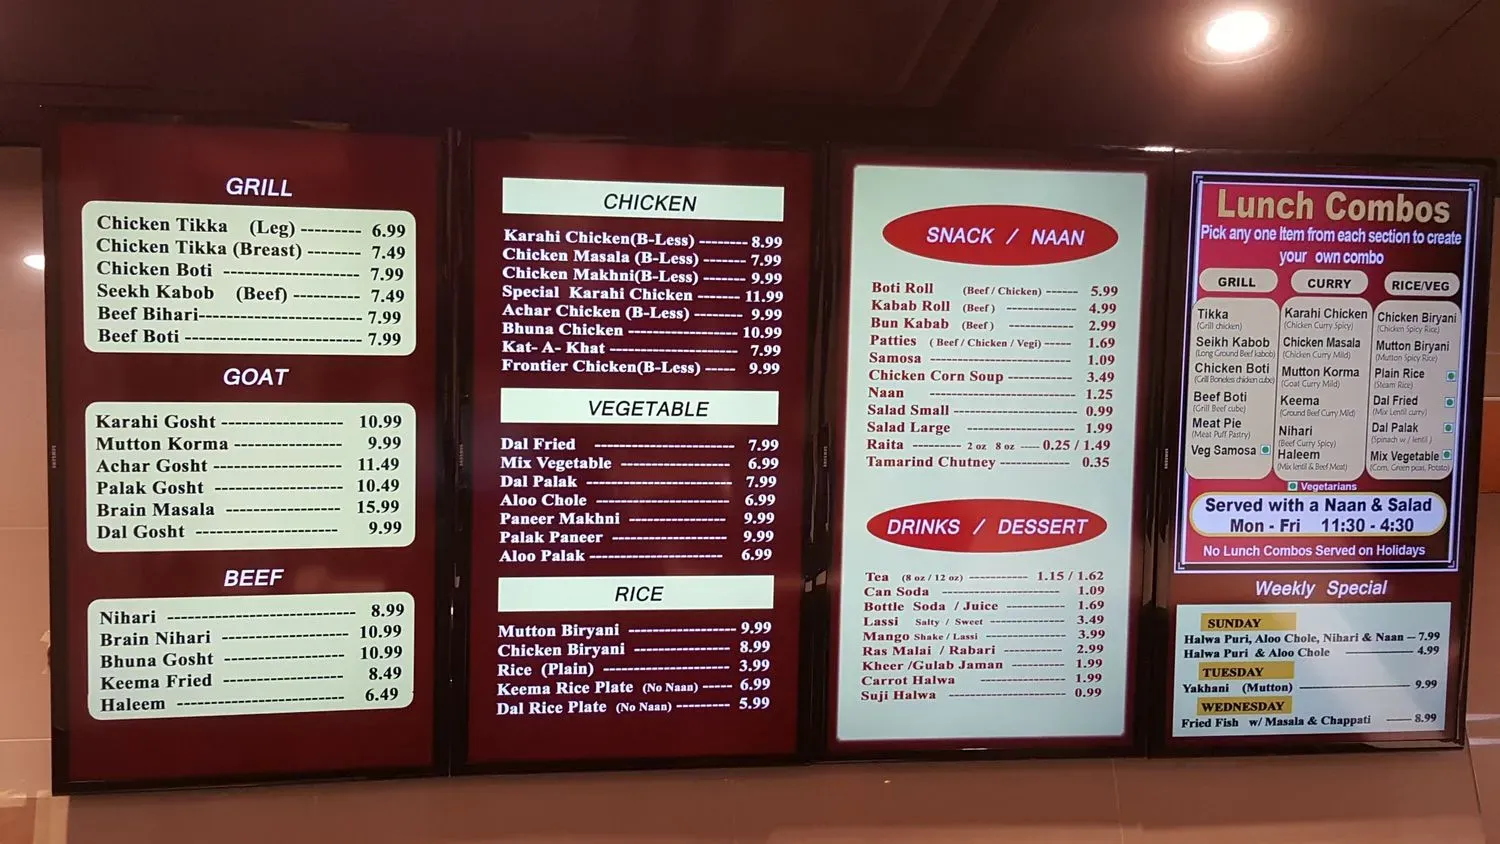 GRILL
Chicken Tikka (Leg) --------- 6.99
Chicken Tikka (Breast) -------- 7.49
Chicken Boti -------------------- 7.99
Seekh Kabob (Beef) ---------- 7.49
Beef Bihari------------------------ 7.99
Beef Boti -------------------------- 7.99
GOAT
Karahi Gosht ------------------ 10.99
Mutton Korma ------------------ 9.99
Achar Gosht ------------------- 11.49
Palak Gosht ------------------- 10.49
Brain Masala ------------------- 15.99
Dal Gosht --------------------- 9.99
BEEF
Nihari ----------------------------- 8.99
Brain Nihari ------------------- 10.99
Bhuna Gosht ------------------ 10.99
Keema Fried ------------------ 8.49
Haleem ------------------------- 6.49
CHICKEN
Karahi Chicken(B-Less) -------- 8.99
Chicken Masala (B-Less) ------- 7.99
Chicken Makhni(B-Less) ------- 9.99
Special Karahi Chicken ------- 11.99
Achar Chicken (B-Less) -------- 9.99
Bhuna Chicken ------------------ 10.99
Kat- A- Khat --------------------- 7.99
Frontier Chicken(B-Less) ----- 9.99
VEGETABLE
Dal Fried ---------------------- 7.99
Mix Vegetable ----------------- 6.99
Dal Palak ----------------------- 7.99
Aloo Chole ---------------------- 6.99
Paneer Makhni ---------------- 9.99
Palak Paneer ------------------ 9.99
Aloo Palak --------------------- 6.99
RICE
Mutton Biryani ----------------- 9.99
Chicken Biryani ---------------- 8.99
Rice (Plain) --------------------- 3.99
Keema Rice Plate (No Naan) ----- 6.99
Dal Rice Plate (No Naan) --------- 5.99
SNACK / NAAN
Boti Roll (Beef / Chicken) ------ 5.99
Kabab Roll (Beef ) -------------- 4.99
Bun Kabab (Beef ) ------------- 2.99
Patties ( Beef / Chicken / Vegi) ------ 1.69
Samosa --------------------------- 1.09
Chicken Corn Soup ------------ 3.49
Naan ------------------------- 1.25
Salad Small ---------------------- 0.99
Salad Large --------------------- 1.99
Raita --------- 2 oz 8 oz ---- 0.25 / 1.49
Tamarind Chutney ------------- 0.35
DRINKS / DESSERT
Tea (8 oz / 12 oz) ----------- 1.15 / 1.62
Can Soda ---------------------- 1.09
Bottle Soda / Juice ----------- 1.69
Lassi Salty / Sweet -------------- 3.49
Mango Shake / Lassi -------------- 3.99
Ras Malai / Rabari ------------ 2.99
Kheer /Gulab Jaman ---------- 1.99
Carrot Halwa ---------------- 1.99
Suji Halwa --------------------- 0.99
Lunch Combos
Pick any one Item from each section to create
your own combo
GRILL
Tikka
(Grill chicken)
Seikh Kabob
(Long Ground Beef kabob)
Chicken Boti
(Grill Boneless chicken cube)
Beef Boti
(Grill Beef cube)
Meat Pie
(Meat Puff Pastry)
Veg Samosa
CURRY
Karahi Chicken
(Chicken Curry Spicy)
Chicken Masala
(Chicken Curry Mild)
Mutton Korma
(Goat Curry Mild)
Keema
(Ground Beef Curry Mild)
Nihari
(Beef Curry Spicy)
Haleem
(Mix lentil & Beef Meat)
RICE/VEG
Chicken Biryani
(Chicken Spicy Rice)
Mutton Biryani
(Mutton Spicy Rice)
Plain Rice
(Steam Rice)
Dal Fried
(Mix Lentil curry)
Dal Palak
(Spinach w / lentil )
Mix Vegetable
(Corn, Green peas, Potato)
Vegetarians
Served with a Naan & Salad
Mon - Fri 11:30 - 4:30
No Lunch Combos Served on Holidays
Weekly Special
SUNDAY
Halwa Puri, Aloo Chole, Nihari & Naan -- 7.99
Halwa Puri & Aloo Chole -------- 4.99
TUESDAY
Yakhani (Mutton) ---------------- 9.99
WEDNESDAY
Fried Fish w/ Masala & Chappati ---- 8.99
SAMSUNG
SAMSUNG
SAMSUNG
SAMSUNG